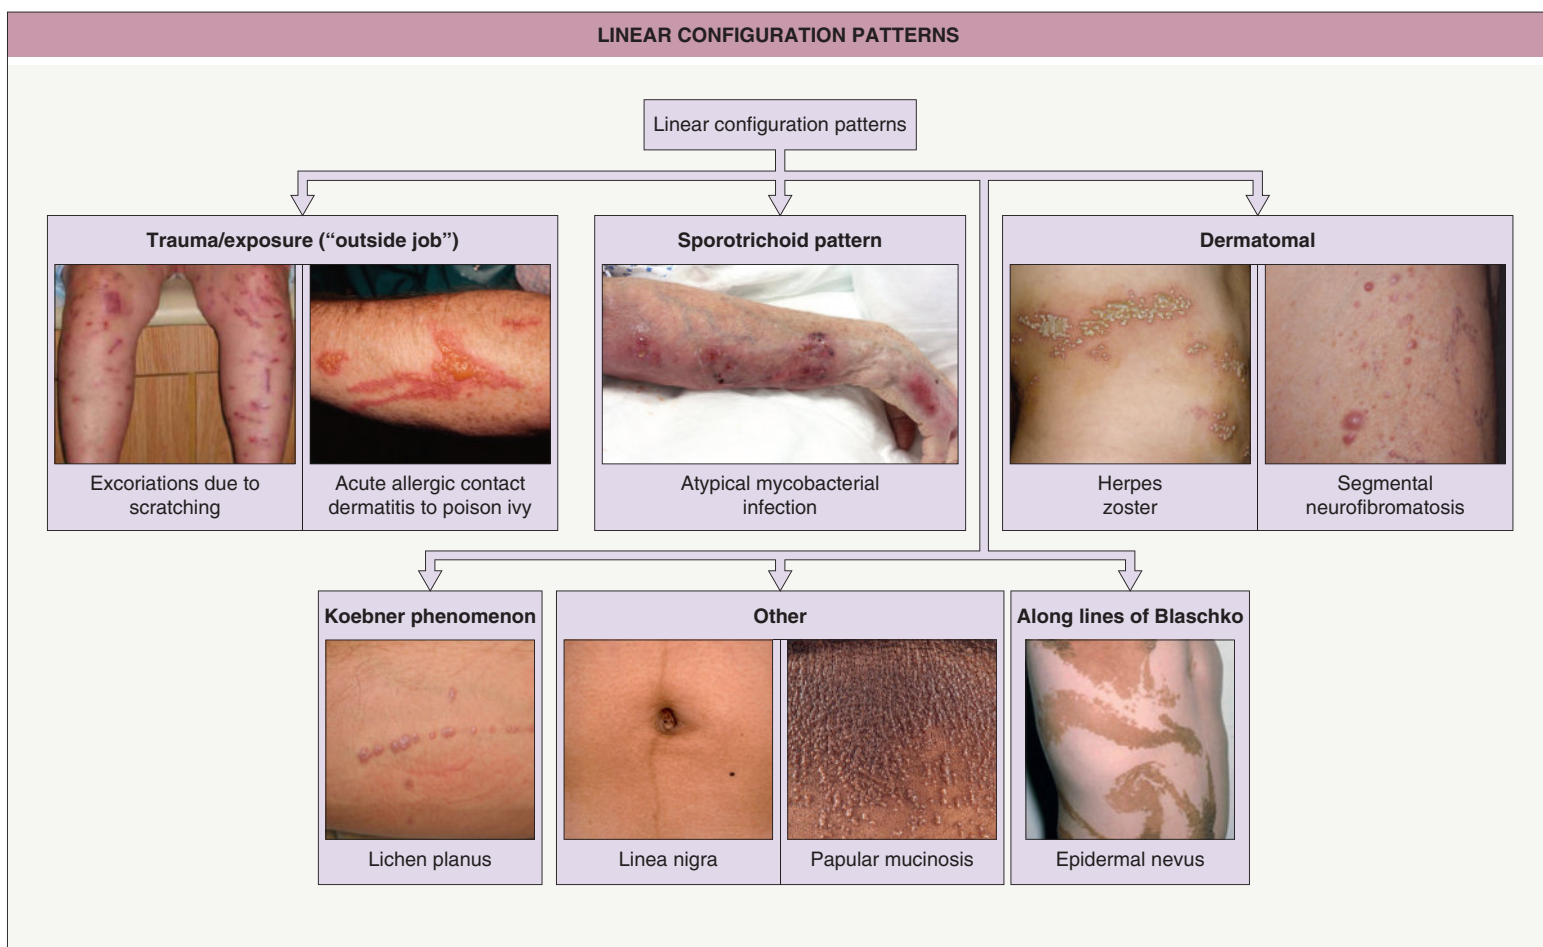 LINEAR CONFIGURATION PATTERNS
Linear configuration patterns
Trauma/exposure (“outside job”)
Excoriations due to
scratching
Acute allergic contact
dermatitis to poison ivy
Sporotrichoid pattern
Atypical mycobacterial
infection
Dermatomal
Herpes
zoster
Segmental
neurofibromatosis
Koebner phenomenon
Lichen planus
Other
Linea nigra
Papular mucinosis
Along lines of Blaschko
Epidermal nevus